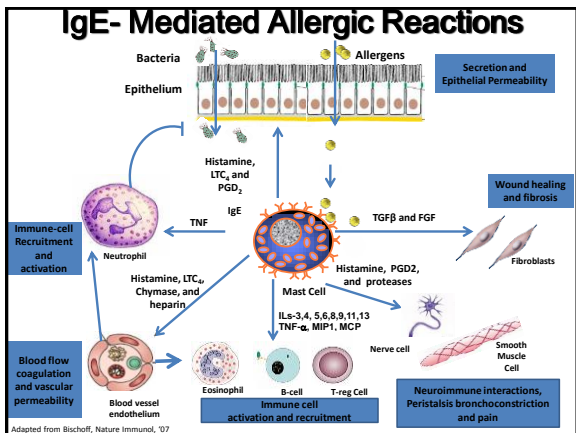 IgE- Mediated Allergic Reactions
Bacteria
Allergens
Epithelium
Secretion and
Epithelial Permeability
Histamine,
LTC4 and
PGD2
IgE
TNF
TGFβ and FGF
Wound healing
and fibrosis
Fibroblasts
Immune-cell
Recruitment
and
activation
Neutrophil
Mast Cell
Histamine, LTC4,
Chymase, and
heparin
Histamine, PGD2,
and proteases
ILs-3,4, 5,6,8,9,11,13
TNF-α, MIP1, MCP
Nerve cell
Smooth
Muscle
Cell
Blood flow
coagulation
and vascular
permeability
Blood vessel
endothelium
Eosinophil
B-cell
T-reg Cell
Immune cell
activation and recruitment
Neuroimmune interactions,
Peristalsis bronchoconstriction
and pain
Adapted from Bischoff, Nature Immunol, '07